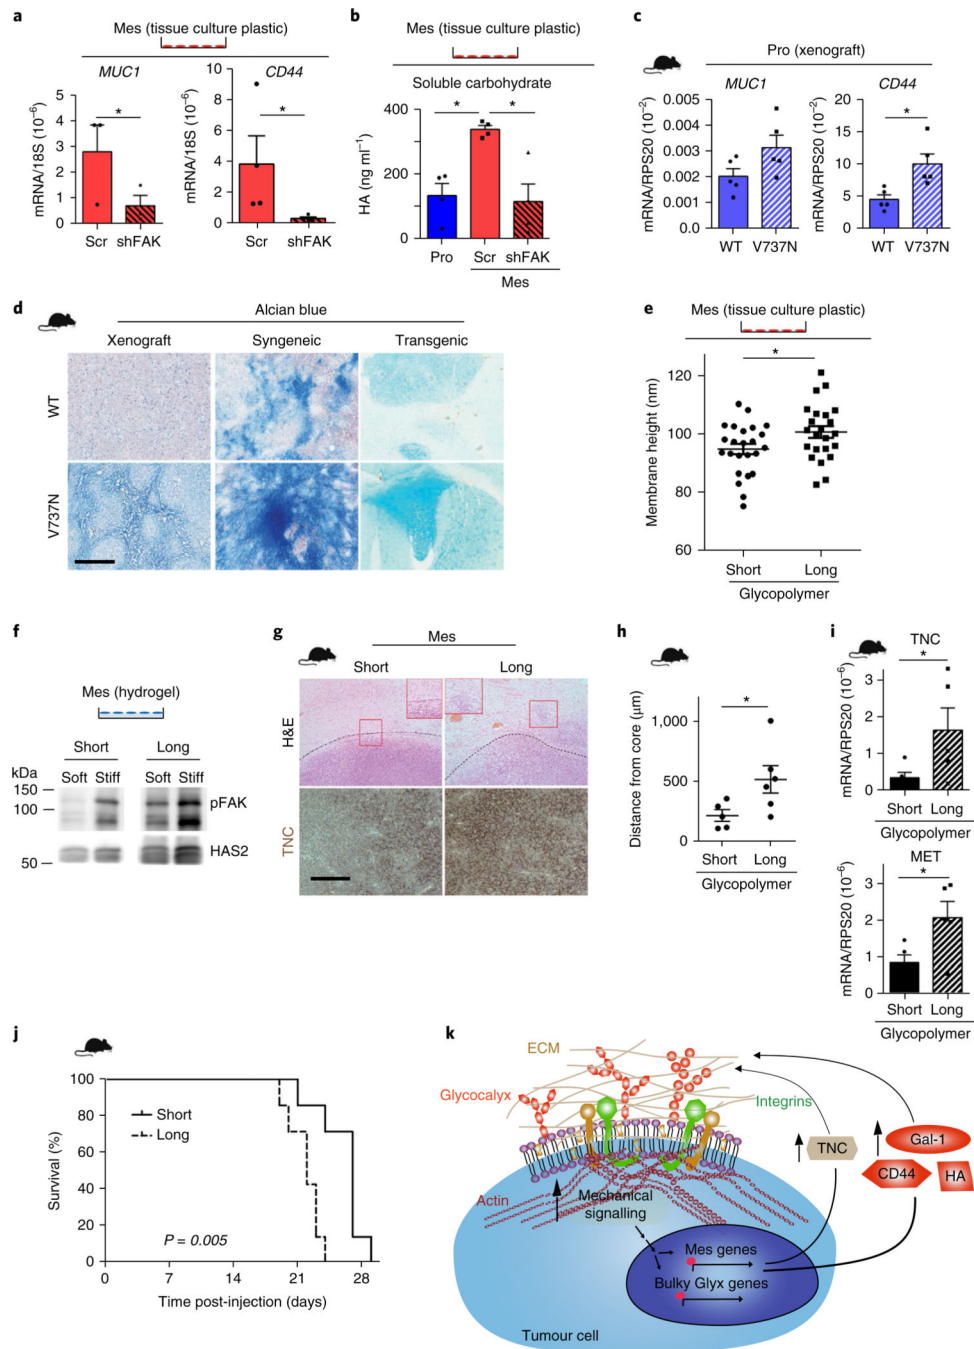 a
Mes (tissue culture plastic)
MUC1
CD44
mRNA/18S (10⁻⁶)
5
4
3
2
1
0
*
Scr shFAK
mRNA/18S (10⁻⁶)
10
8
6
4
2
0
*
Scr shFAK
b
Mes (tissue culture plastic)
Soluble carbohydrate
HA (ng ml⁻¹)
400
200
0
* *
Pro Scr shFAK
Mes
c
Pro (xenograft)
MUC1
CD44
mRNA/RPS20 (10⁻²)
0.005
0.004
0.003
0.002
0.001
0.0
WT V737N
mRNA/RPS20 (10⁻²)
20
15
10
5
0
*
WT V737N
d
Alcian blue
Xenograft Syngeneic Transgenic
WT
V737N
e
Mes (tissue culture plastic)
Membrane height (nm)
120
100
80
60
*
Short Long
Glycopolymer
f
Mes (hydrogel)
Short Long
kDa Soft Stiff Soft Stiff
150
100
50
pFAK
HAS2
g
Mes
Short Long
H&E
TNC
h
Distance from core (μm)
1,000
500
0
*
Short Long
Glycopolymer
i
TNC
mRNA/RPS20 (10⁻⁶)
3
2
1
0
*
Short Long
Glycopolymer
MET
mRNA/RPS20 (10⁻⁶)
3
2
1
0
*
Short Long
Glycopolymer
j
Survival (%)
100
80
60
40
20
0
Short
Long
P = 0.005
0 7 14 21 28
Time post-injection (days)
k
ECM
Glycocalyx
Integrins
Actin
Mechanical
signalling
TNC
Gal-1
CD44
HA
Mes genes
Bulky Glyx genes
Tumour cell